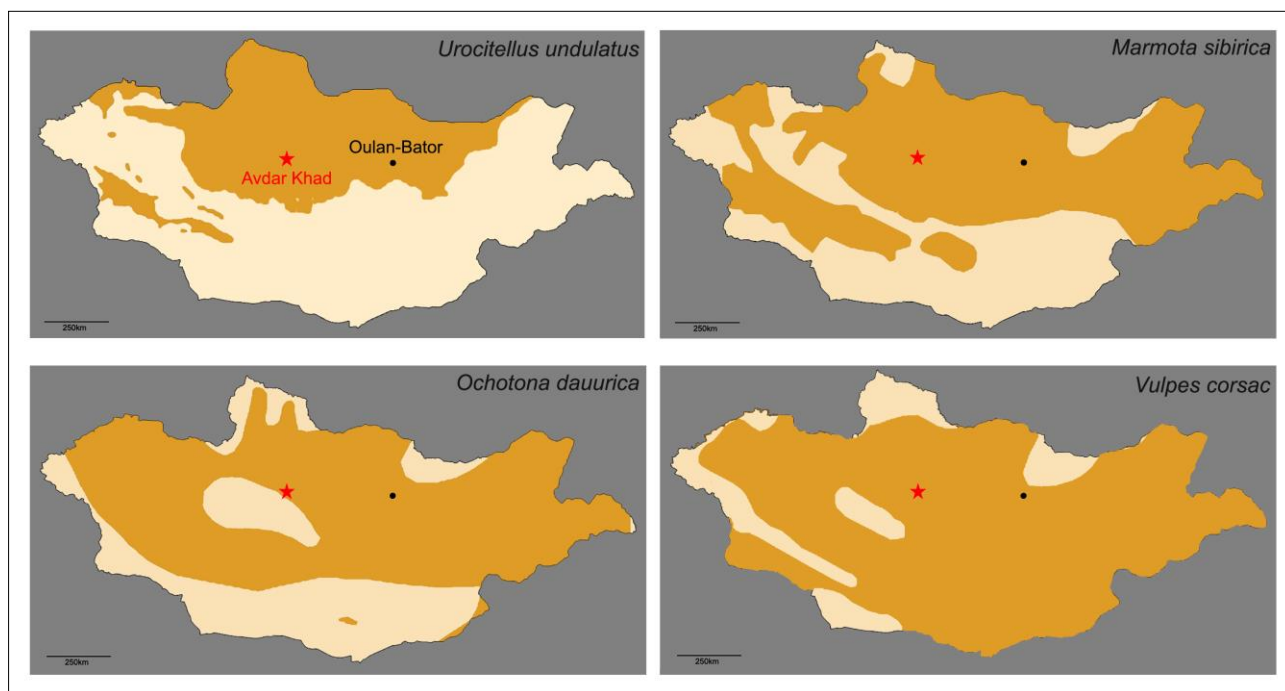 Urocitellus undulatus
Oulan-Bator
Avdar Khad
250km
Marmota sibirica
250km
Ochotona dauurica
250km
Vulpes corsac
250km